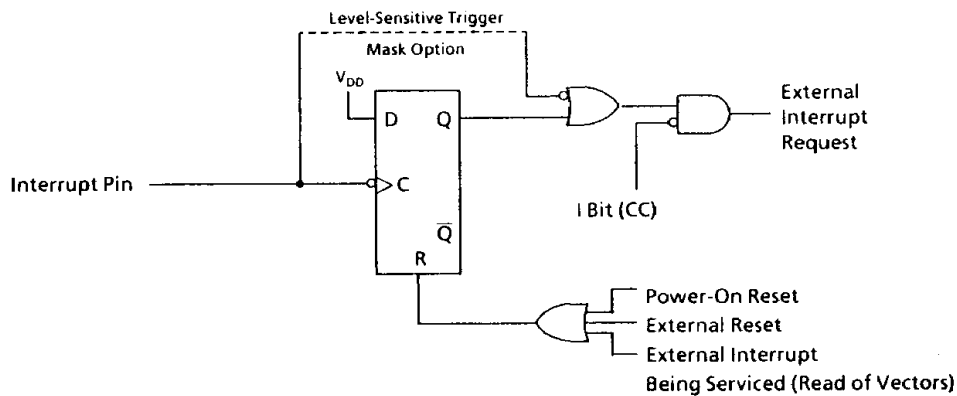 Level-Sensitive Trigger
Mask Option
VDD
D
Q
External
Interrupt
Request
Interrupt Pin
C
I Bit (CC)
Q̅
R
Power-On Reset
External Reset
External Interrupt
Being Serviced (Read of Vectors)